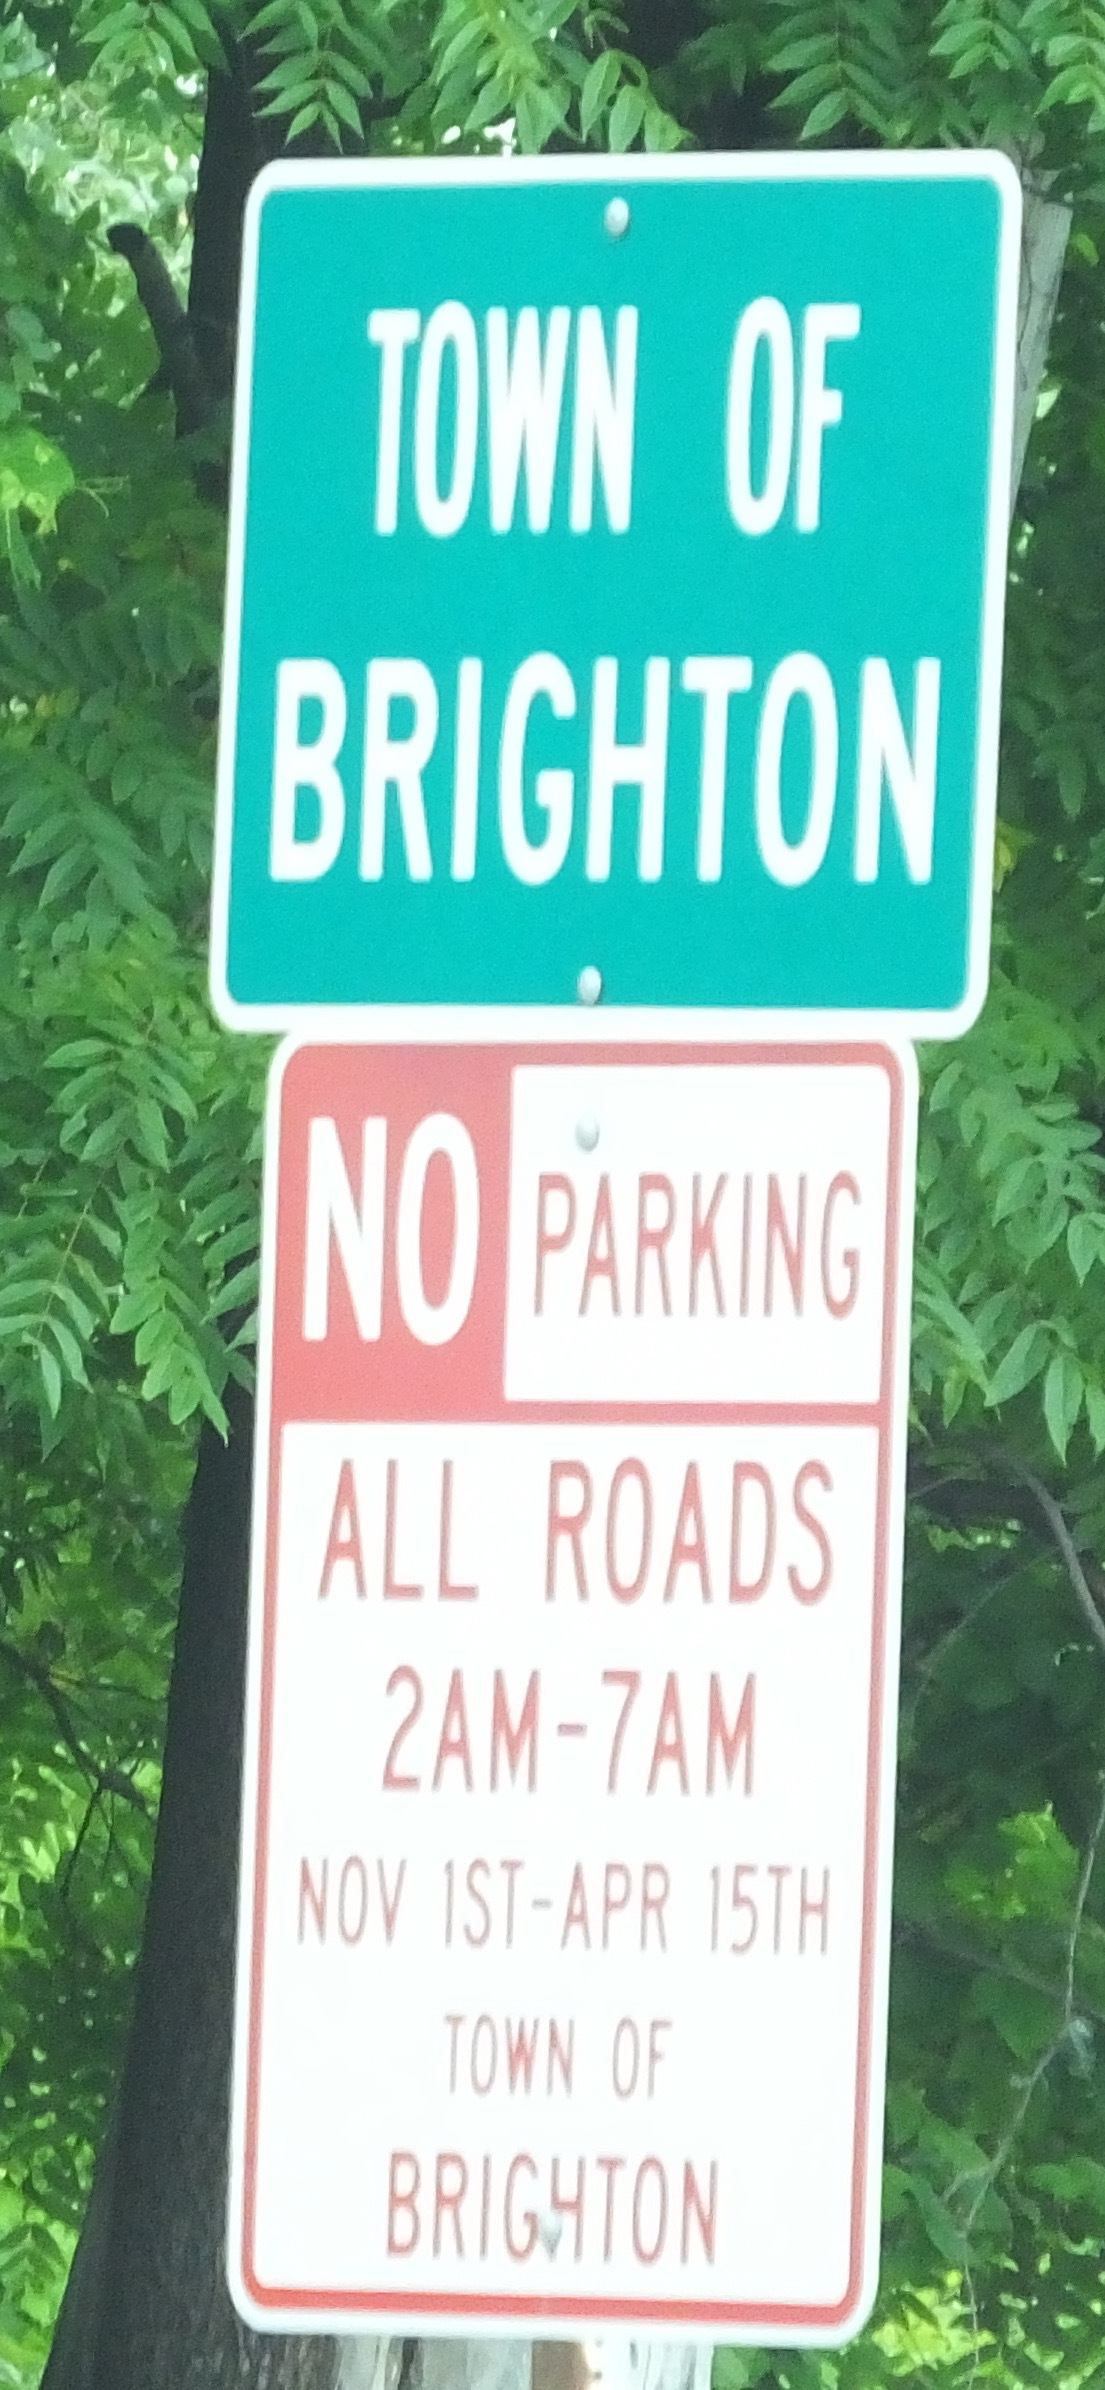 TOWN OF
BRIGHTON
NO PARKING
ALL ROADS
2AM-7AM
NOV 1ST-APR 15TH
TOWN OF
BRIGHTON